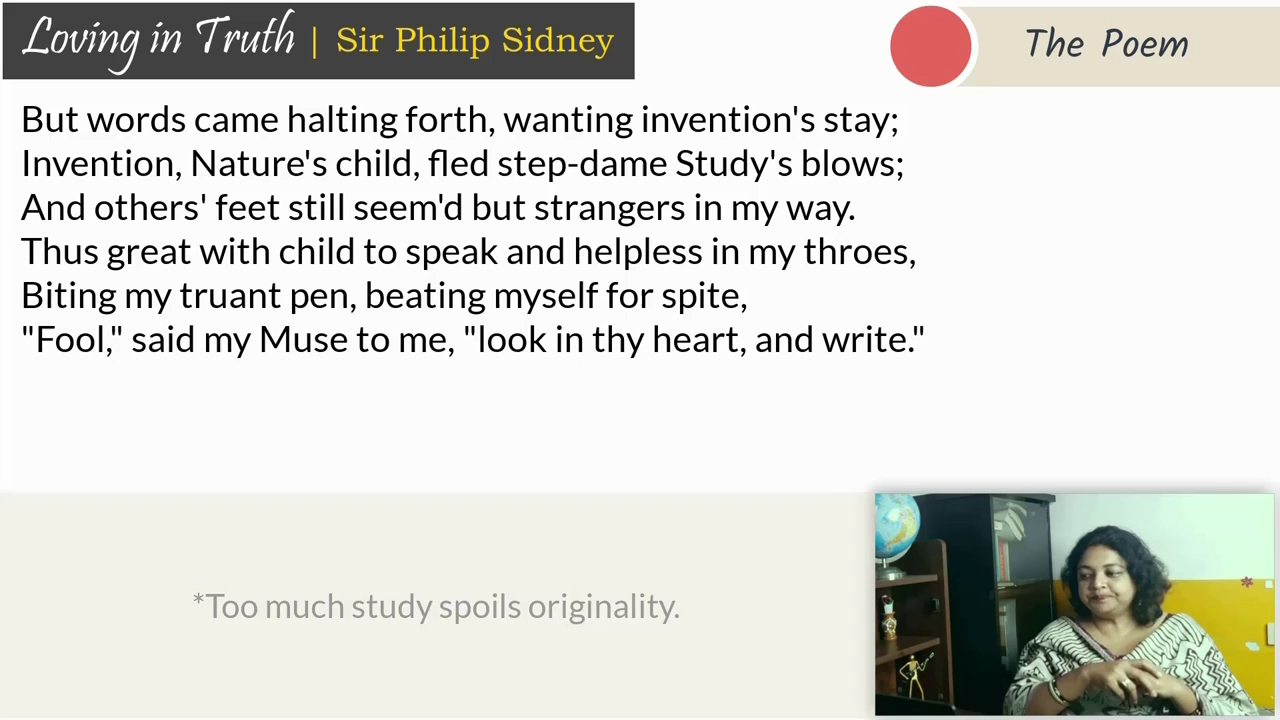 Loving in Truth | Sir Philip Sidney
The Poem
But words came halting forth, wanting invention's stay;
Invention, Nature's child, fled step-dame Study's blows;
And others' feet still seem'd but strangers in my way.
Thus great with child to speak and helpless in my throes,
Biting my truant pen, beating myself for spite,
"Fool," said my Muse to me, "look in thy heart, and write."
*Too much study spoils originality.